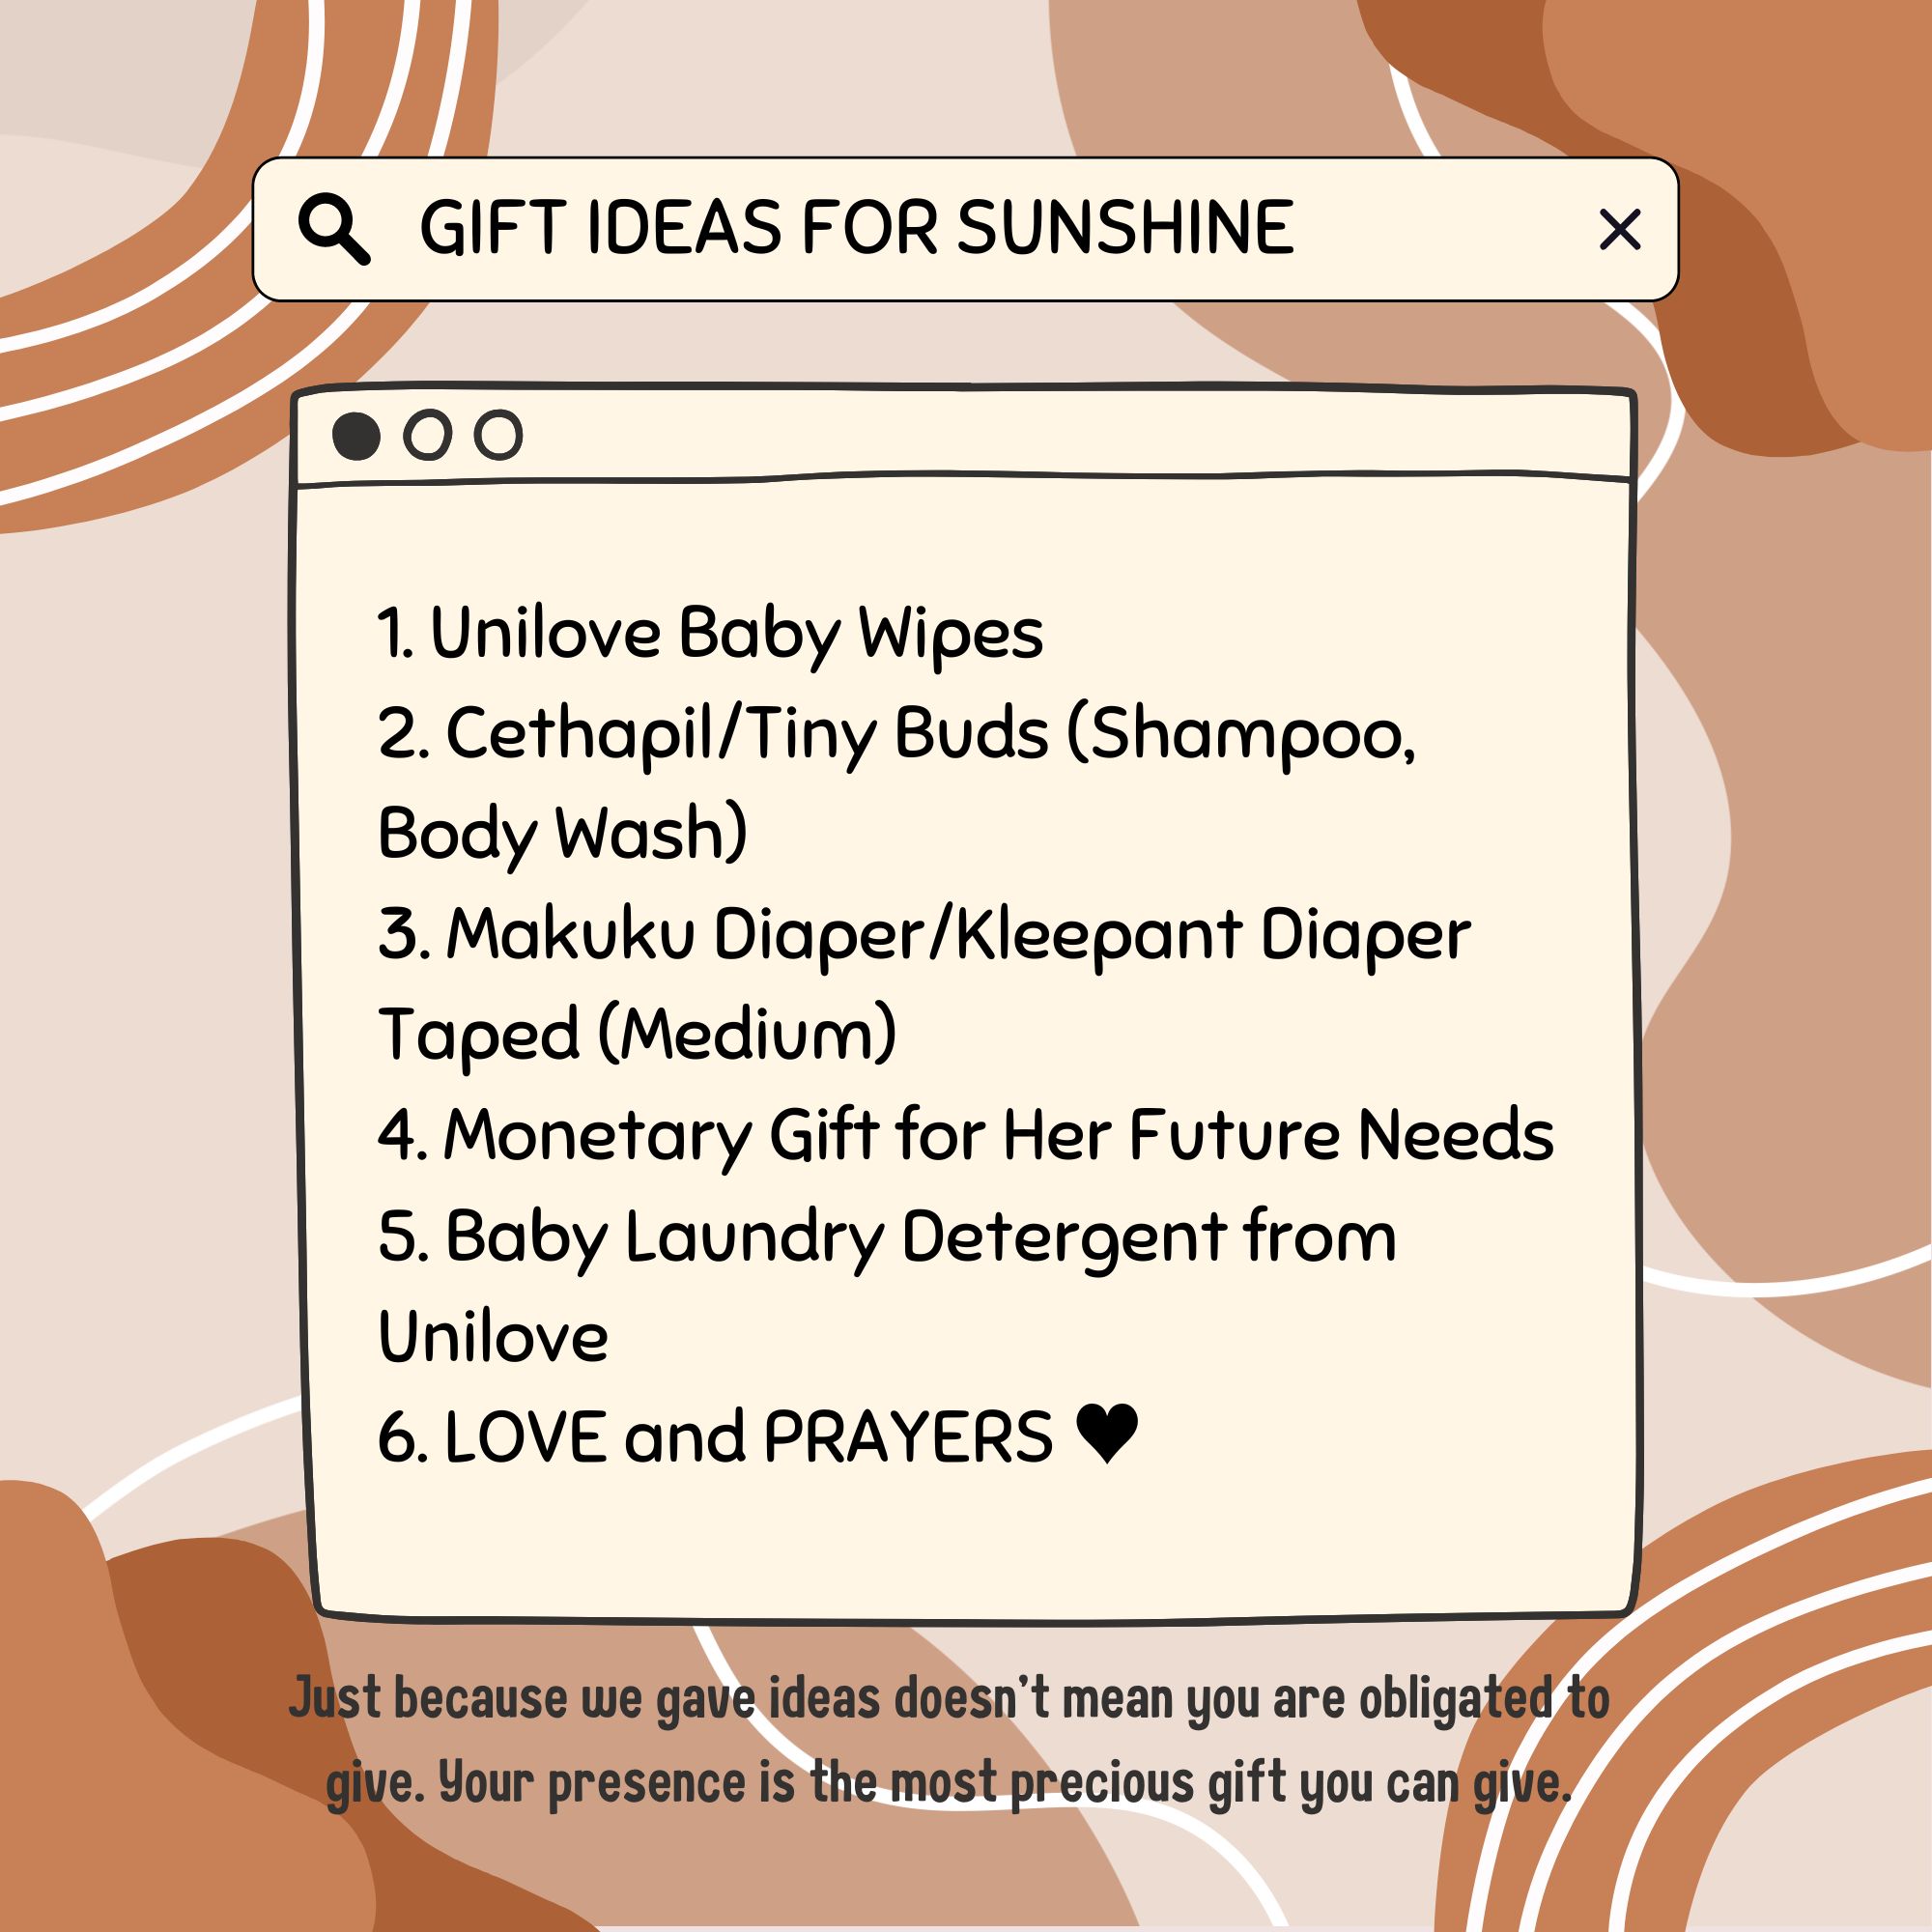 GIFT IDEAS FOR SUNSHINE
1. Unilove Baby Wipes
2. Cethapil/Tiny Buds (Shampoo,
Body Wash)
3. Makuku Diaper/Kleepant Diaper
Taped (Medium)
4. Monetary Gift for Her Future Needs
5. Baby Laundry Detergent from
Unilove
6. LOVE and PRAYERS ♥
Just because we gave ideas doesn't mean you are obligated to
give. Your presence is the most precious gift you can give.